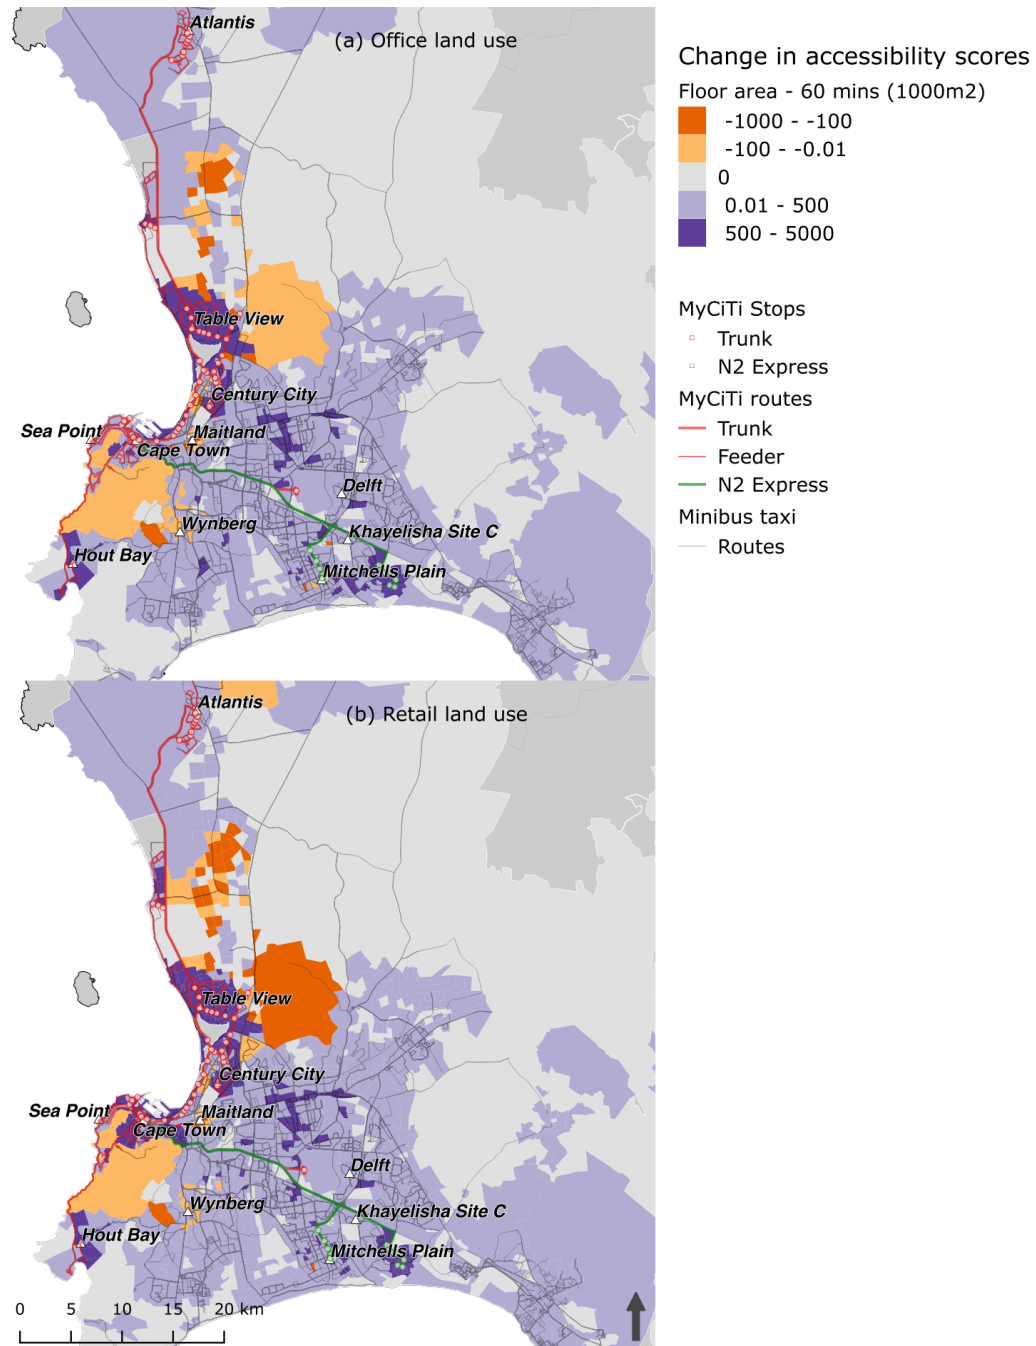 Atlantis
(a) Office land use
Table View
Century City
Sea Point
Maitland
Cape Town
Delft
Wynberg
Khayelisha Site C
Hout Bay
Mitchells Plain
Change in accessibility scores
Floor area - 60 mins (1000m2)
-1000 - -100
-100 - -0.01
0
0.01 - 500
500 - 5000
MyCiTi Stops
Trunk
N2 Express
MyCiTi routes
Trunk
Feeder
N2 Express
Minibus taxi
Routes
Atlantis
(b) Retail land use
Table View
Century City
Sea Point
Maitland
Cape Town
Delft
Wynberg
Khayelisha Site C
Hout Bay
Mitchells Plain
0 5 10 15 20 km